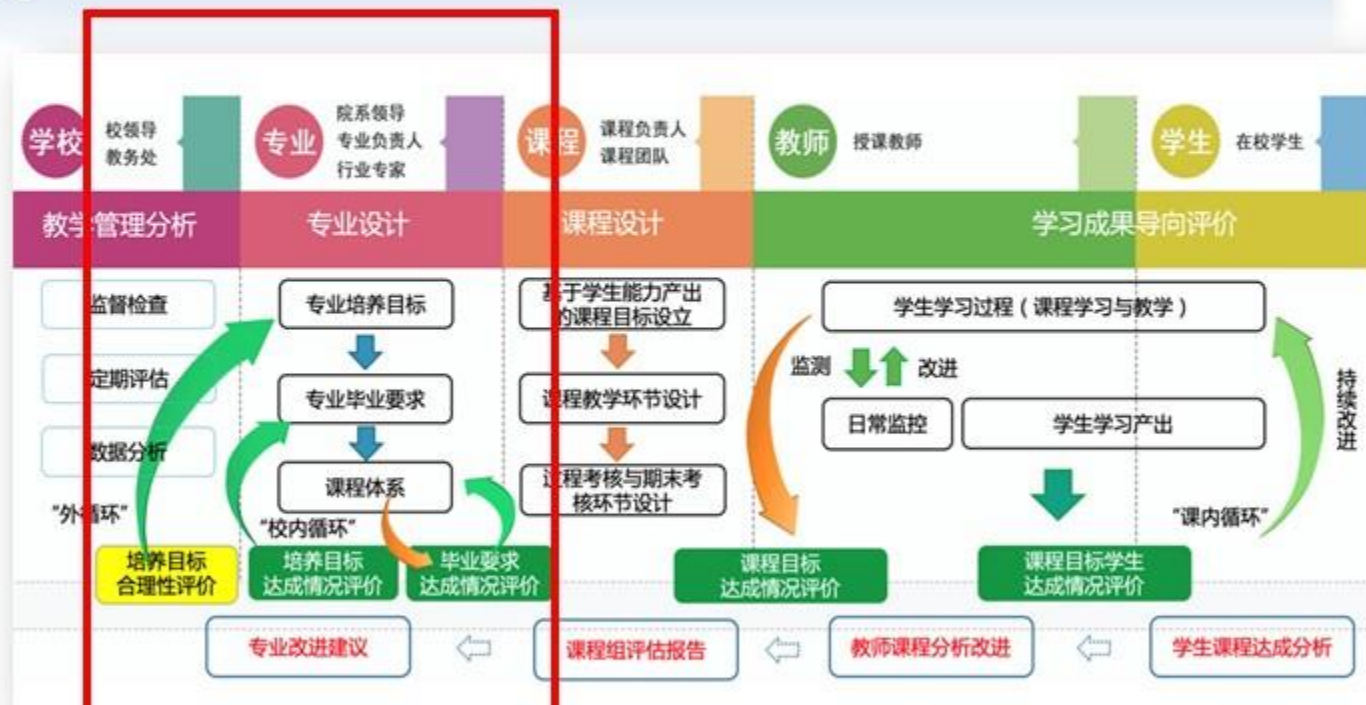 学校
校领导
教务处
专业
院系领导
专业负责人
行业专家
课程
课程负责人
课程团队
教师
授课教师
学生
在校学生
教学管理分析
专业设计
课程设计
学习成果导向评价
监督检查
定期评估
数据分析
“外循环”
专业培养目标
专业毕业要求
课程体系
“校内循环”
基于学生能力产出
的课程目标设立
课程教学环节设计
过程考核与期末考
核环节设计
学生学习过程（课程学习与教学）
监测
改进
日常监控
学生学习产出
持续改进
“课内循环”
培养目标
合理性评价
培养目标
达成情况评价
毕业要求
达成情况评价
课程目标
达成情况评价
课程目标学生
达成情况评价
专业改进建议
课程组评估报告
教师课程分析改进
学生课程达成分析